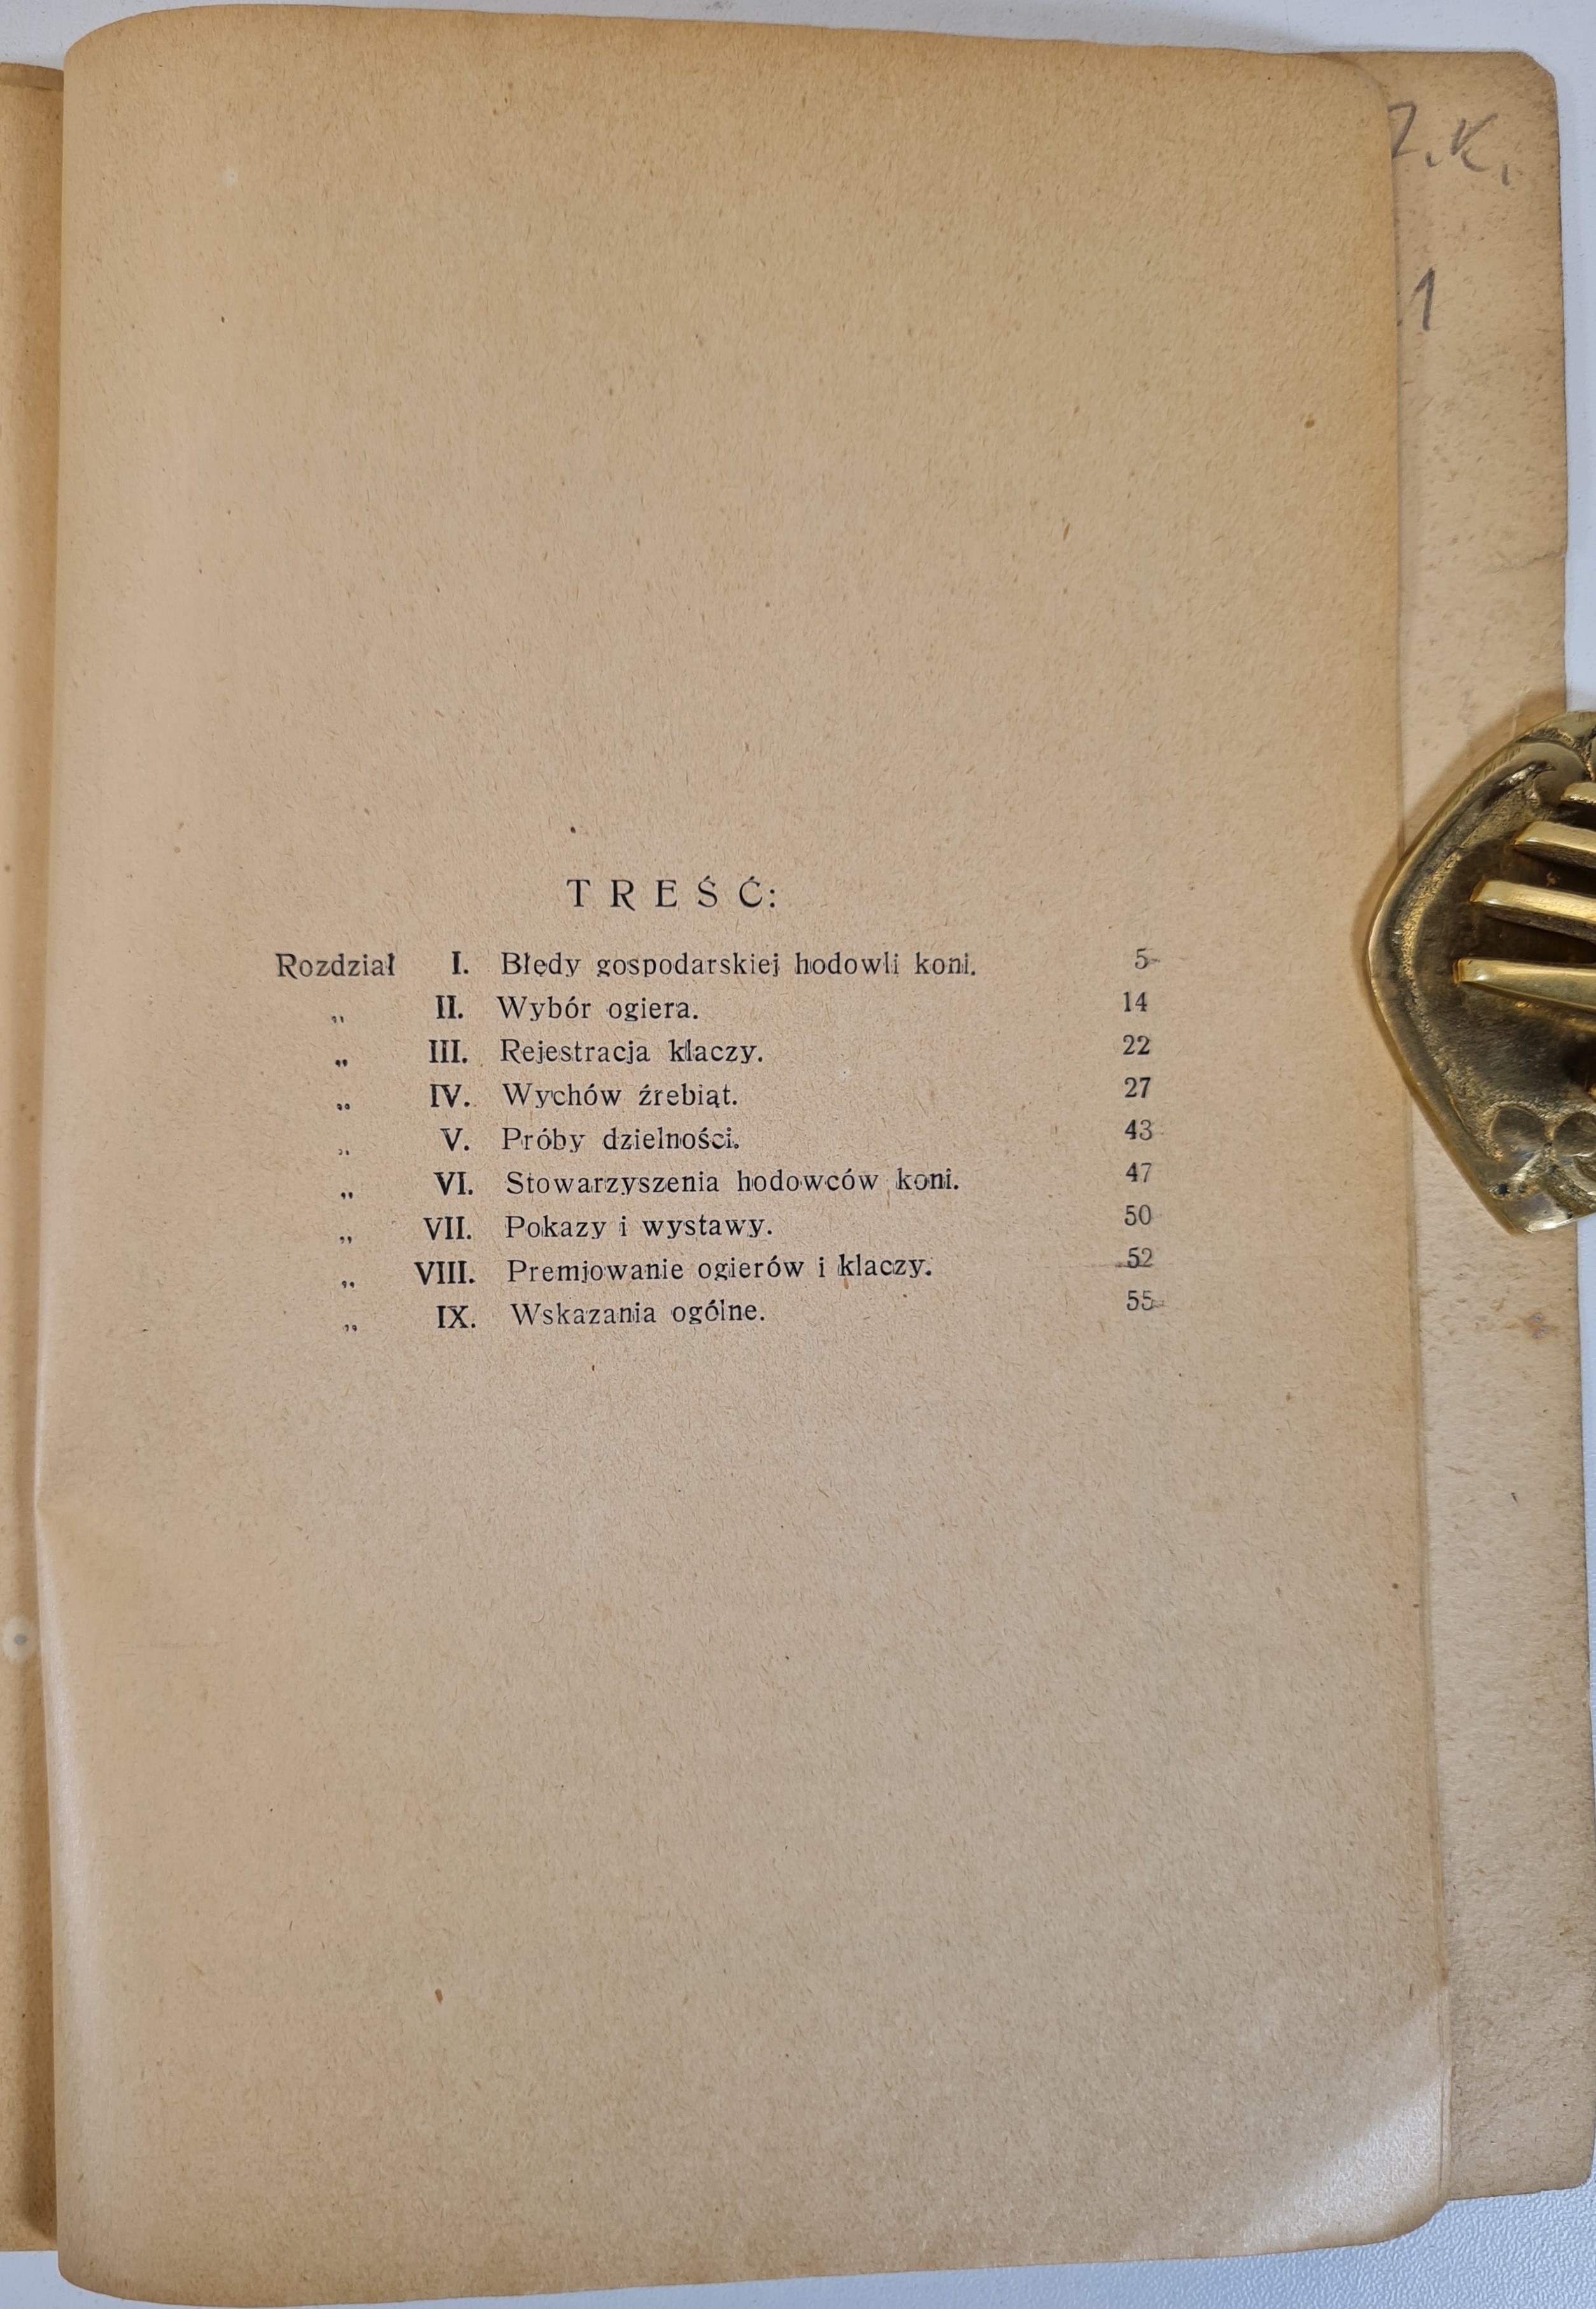 Z.K.
1
TREŚĆ:
Rozdział I. Błędy gospodarskiej hodowli koni. 5
„ II. Wybór ogiera. 14
„ III. Rejestracja klaczy. 22
„ IV. Wychów źrebiąt. 27
„ V. Próby dzielności. 43
„ VI. Stowarzyszenia hodowców koni. 47
„ VII. Pokazy i wystawy. 50
„ VIII. Premjowanie ogierów i klaczy. 52
„ IX. Wskazania ogólne. 55